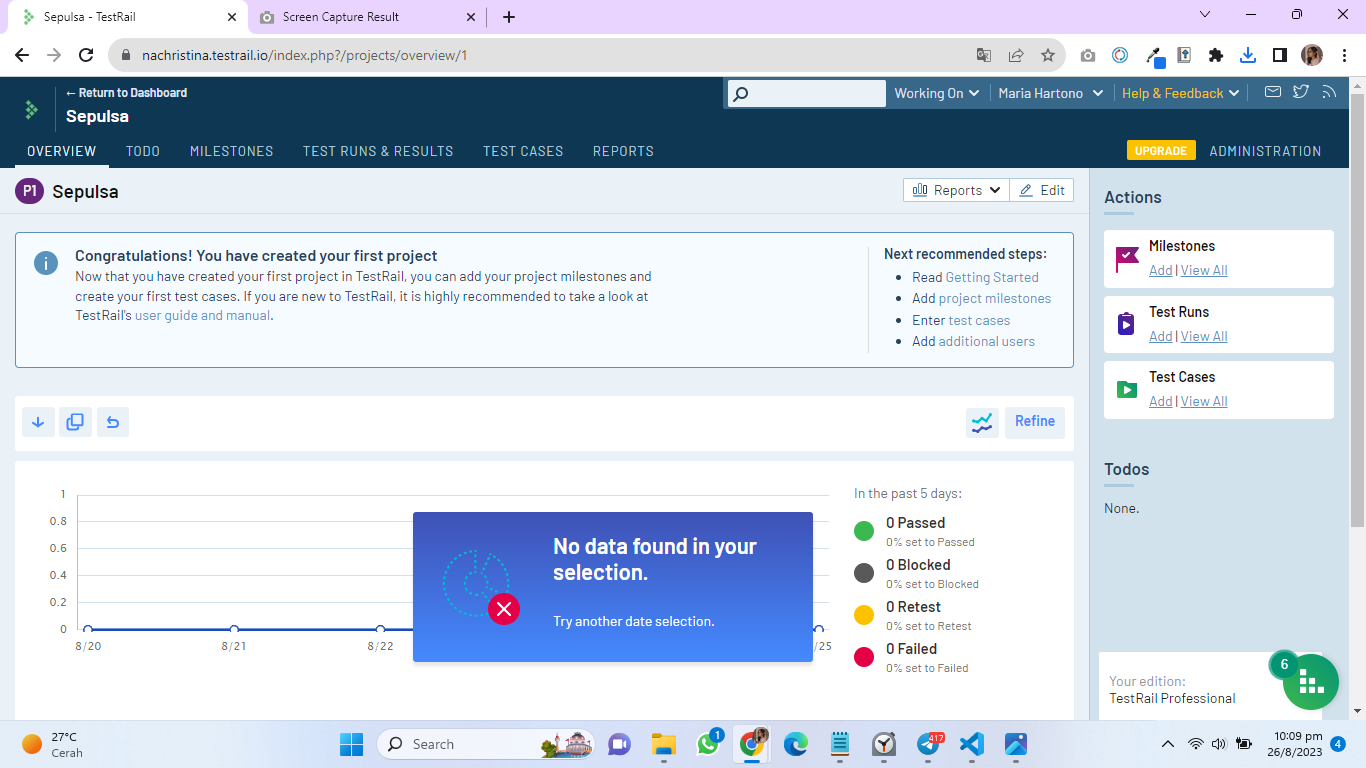 Sepulsa - TestRail
Screen Capture Result
nachristina.testrail.io/index.php?/projects/overview/1
← Return to Dashboard
Sepulsa
Working On
Maria Hartono
Help & Feedback
OVERVIEW
TODO
MILESTONES
TEST RUNS & RESULTS
TEST CASES
REPORTS
UPGRADE
ADMINISTRATION
P1
Sepulsa
Reports
Edit
Congratulations! You have created your first project
Now that you have created your first project in TestRail, you can add your project milestones and
create your first test cases. If you are new to TestRail, it is highly recommended to take a look at
TestRail's user guide and manual.
Next recommended steps:
• Read Getting Started
• Add project milestones
• Enter test cases
• Add additional users
Refine
1
0.8
0.6
0.4
0.2
0
8/20
8/21
8/22
/25
No data found in your
selection.
Try another date selection.
In the past 5 days:
0 Passed
0% set to Passed
0 Blocked
0% set to Blocked
0 Retest
0% set to Retest
0 Failed
0% set to Failed
Actions
Milestones
Add | View All
Test Runs
Add | View All
Test Cases
Add | View All
Todos
None.
Your edition:
TestRail Professional
6
27°C
Cerah
Search
1
417
10:09 pm
26/8/2023
4